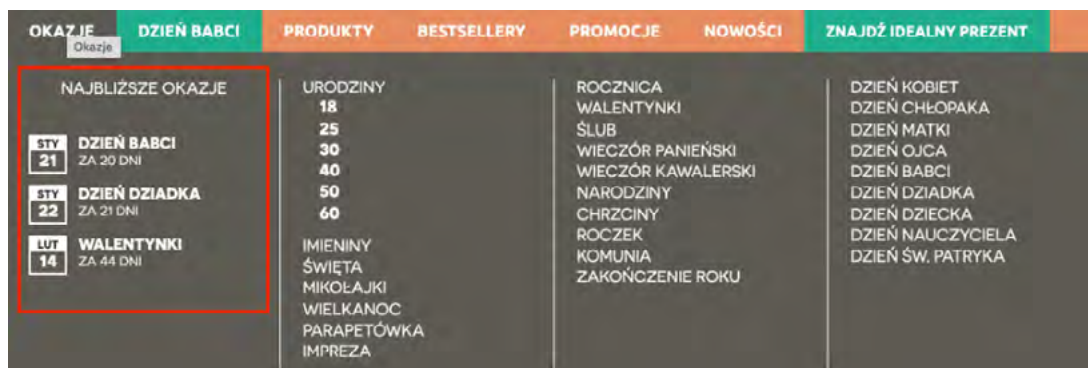 OKAZJE
DZIEŃ BABCI
PRODUKTY
BESTSELLERY
PROMOCJE
NOWOŚCI
ZNAJDŹ IDEALNY PREZENT
Okazje
NAJBLIŻSZE OKAZJE
STY
21
DZIEŃ BABCI
ZA 20 DNI
STY
22
DZIEŃ DZIADKA
ZA 21 DNI
LUT
14
WALENTYNKI
ZA 44 DNI
URODZINY
18
25
30
40
50
60
IMIENINY
ŚWIĘTA
MIKOŁAJKI
WIELKANOC
PARAPETÓWKA
IMPREZA
ROCZNICA
WALENTYNKI
ŚLUB
WIECZÓR PANIEŃSKI
WIECZÓR KAWALERSKI
NARODZINY
CHRZCINY
ROCZEK
KOMUNIA
ZAKOŃCZENIE ROKU
DZIEŃ KOBIET
DZIEŃ CHŁOPAKA
DZIEŃ MATKI
DZIEŃ OJCA
DZIEŃ BABCI
DZIEŃ DZIADKA
DZIEŃ DZIECKA
DZIEŃ NAUCZYCIELA
DZIEŃ ŚW. PATRYKA